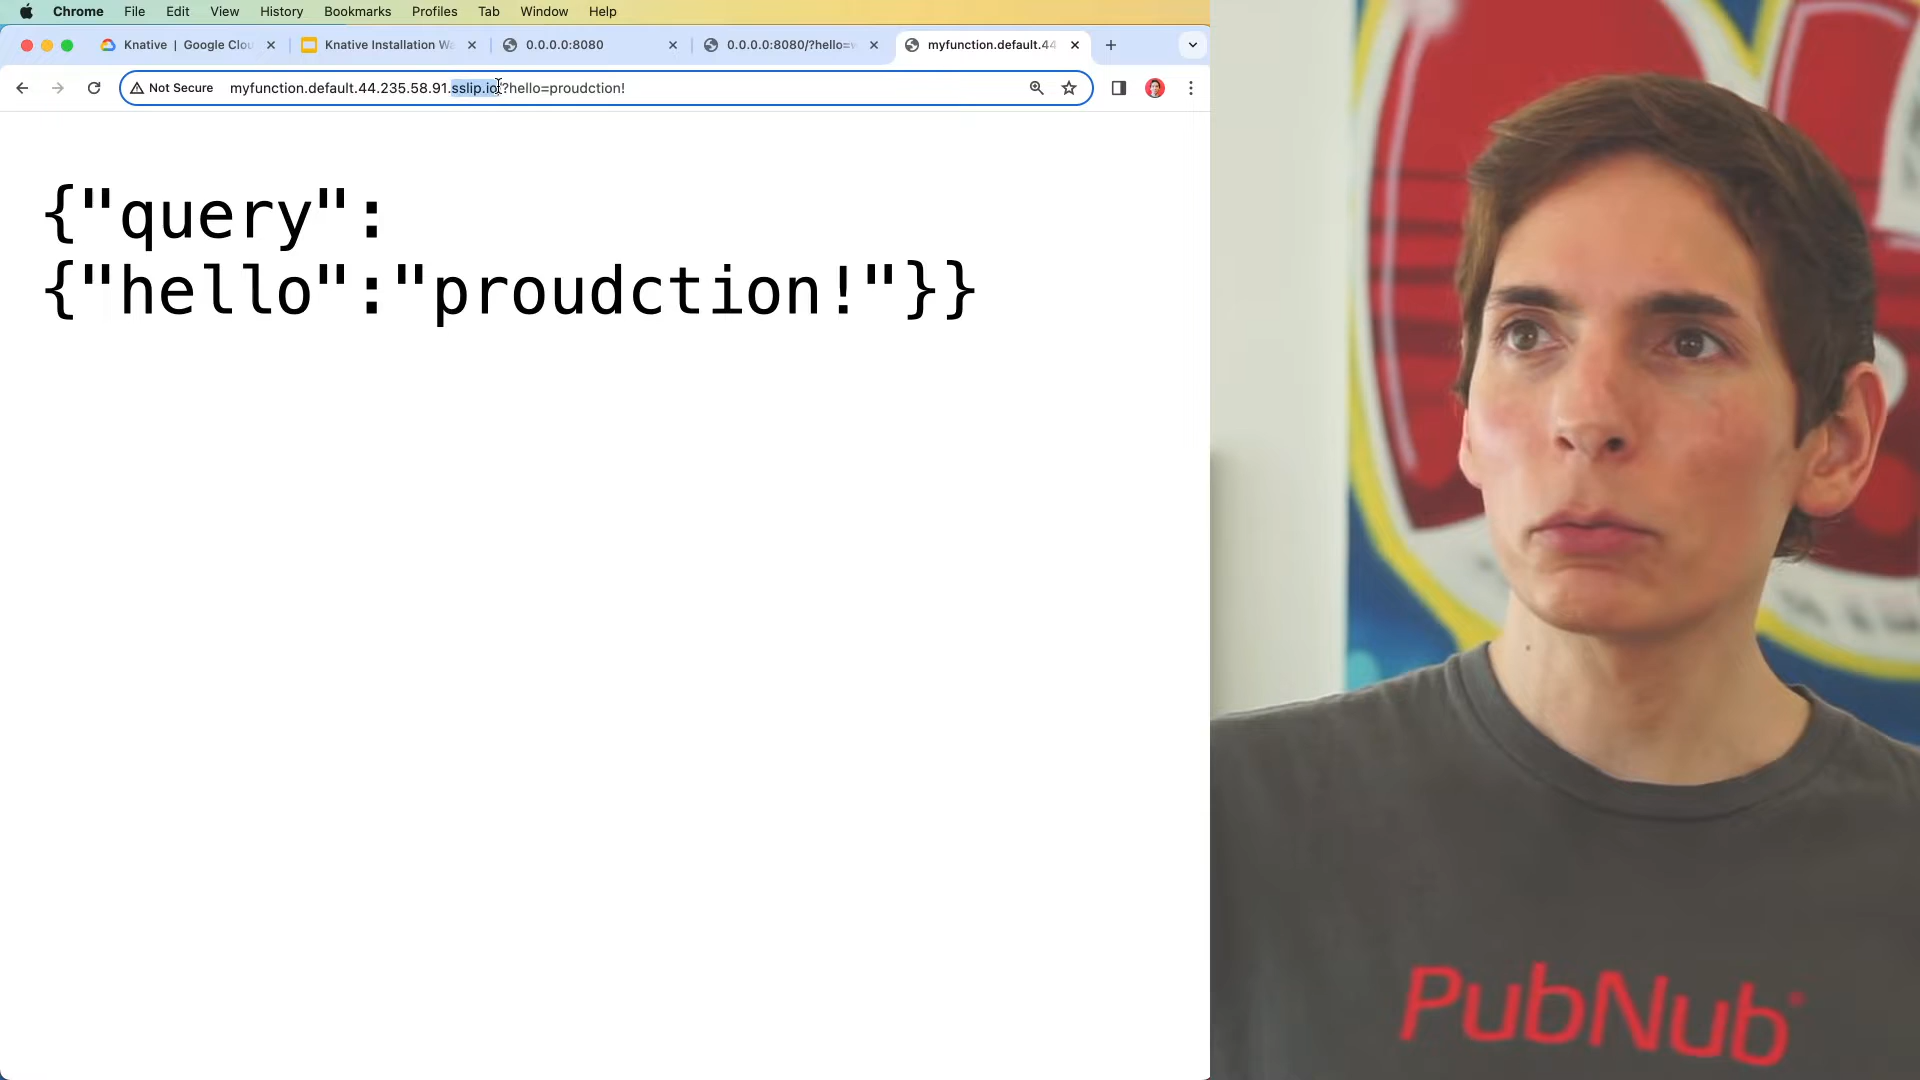 Chrome File Edit View History Bookmarks Profiles Tab Window Help
Knative | Google Clou
Knative Installation Wa
0.0.0.0:8080
0.0.0.0:8080/?hello=w
myfunction.default.44
Not Secure
myfunction.default.44.235.58.91.sslip.io/?hello=proudction!
{"query":
{"hello":"proudction!"}}
PubNub